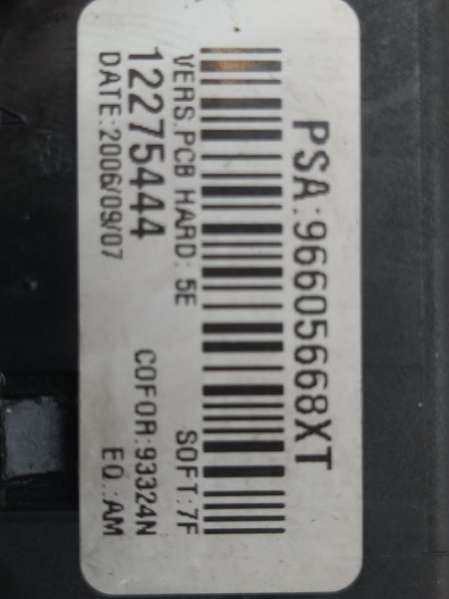 PSA:96605668XT
VERS.PCB HARD: 5E SOFT:7F
12275444 COFOR:93324N
DATE:2006/09/07 EQ.:AM